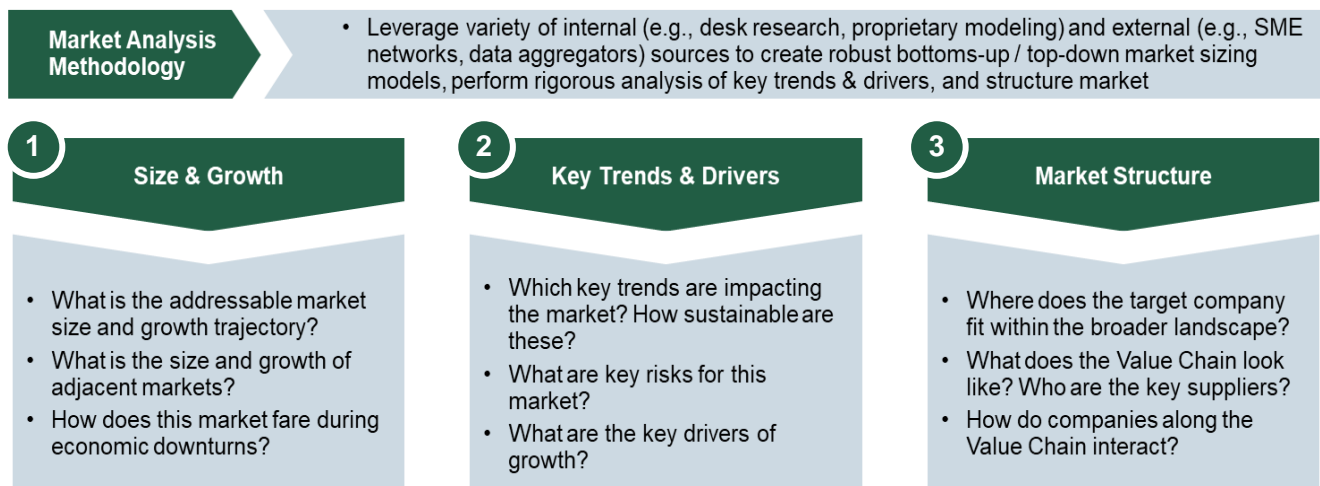 Market Analysis
Methodology
• Leverage variety of internal (e.g., desk research, proprietary modeling) and external (e.g., SME
networks, data aggregators) sources to create robust bottoms-up / top-down market sizing
models, perform rigorous analysis of key trends & drivers, and structure market
1
Size & Growth
• What is the addressable market
size and growth trajectory?
• What is the size and growth of
adjacent markets?
• How does this market fare during
economic downturns?
2
Key Trends & Drivers
• Which key trends are impacting
the market? How sustainable are
these?
• What are key risks for this
market?
• What are the key drivers of
growth?
3
Market Structure
• Where does the target company
fit within the broader landscape?
• What does the Value Chain look
like? Who are the key suppliers?
• How do companies along the
Value Chain interact?